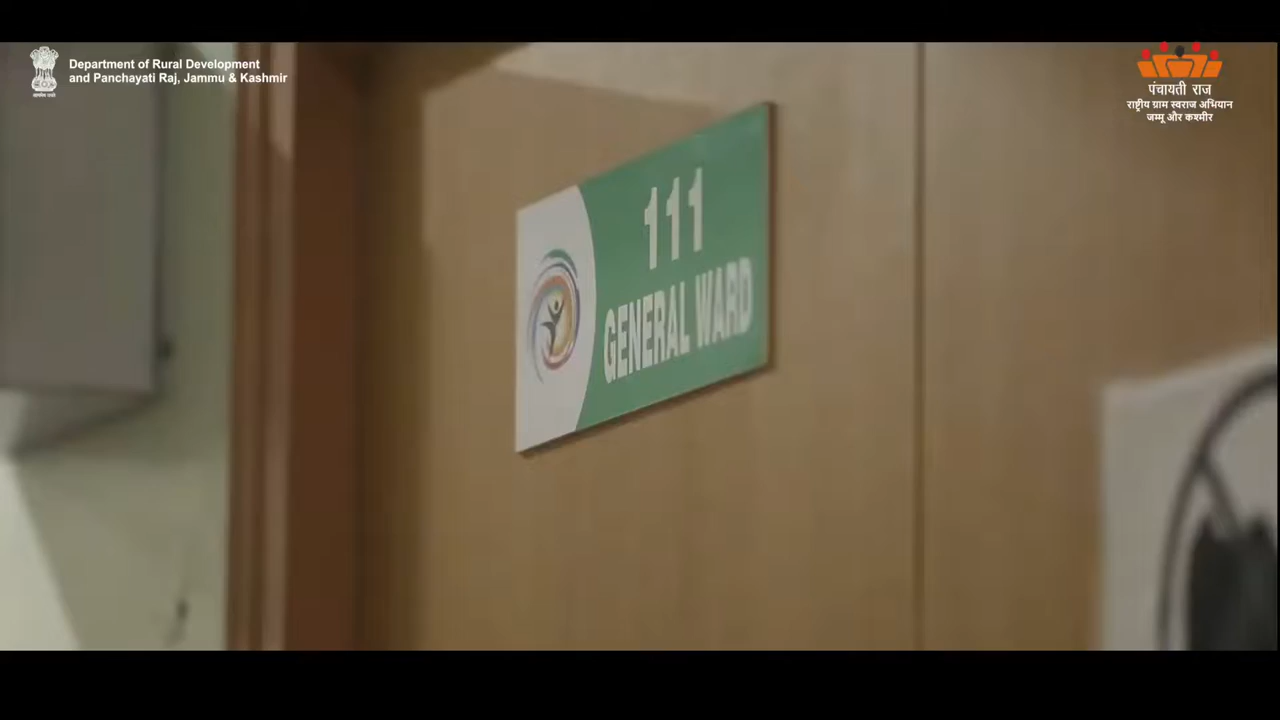 Department of Rural Development
and Panchayati Raj, Jammu & Kashmir
पंचायती राज
राष्ट्रीय ग्राम स्वराज अभियान
जम्मू और कश्मीर
111
GENERAL WARD